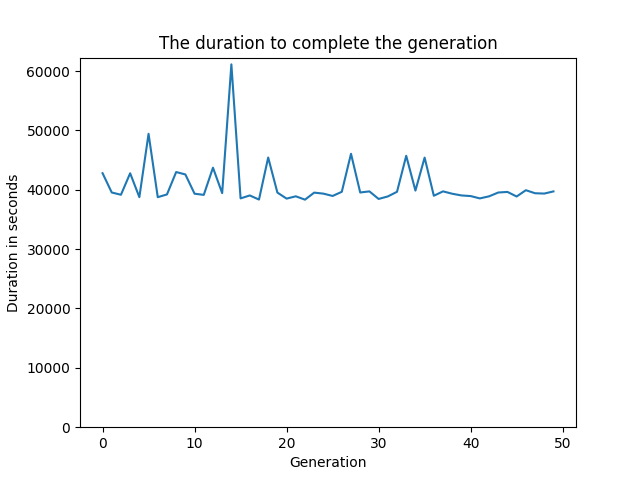 The duration to complete the generation
60000
50000
40000
30000
20000
10000
0
Duration in seconds
0 10 20 30 40 50
Generation